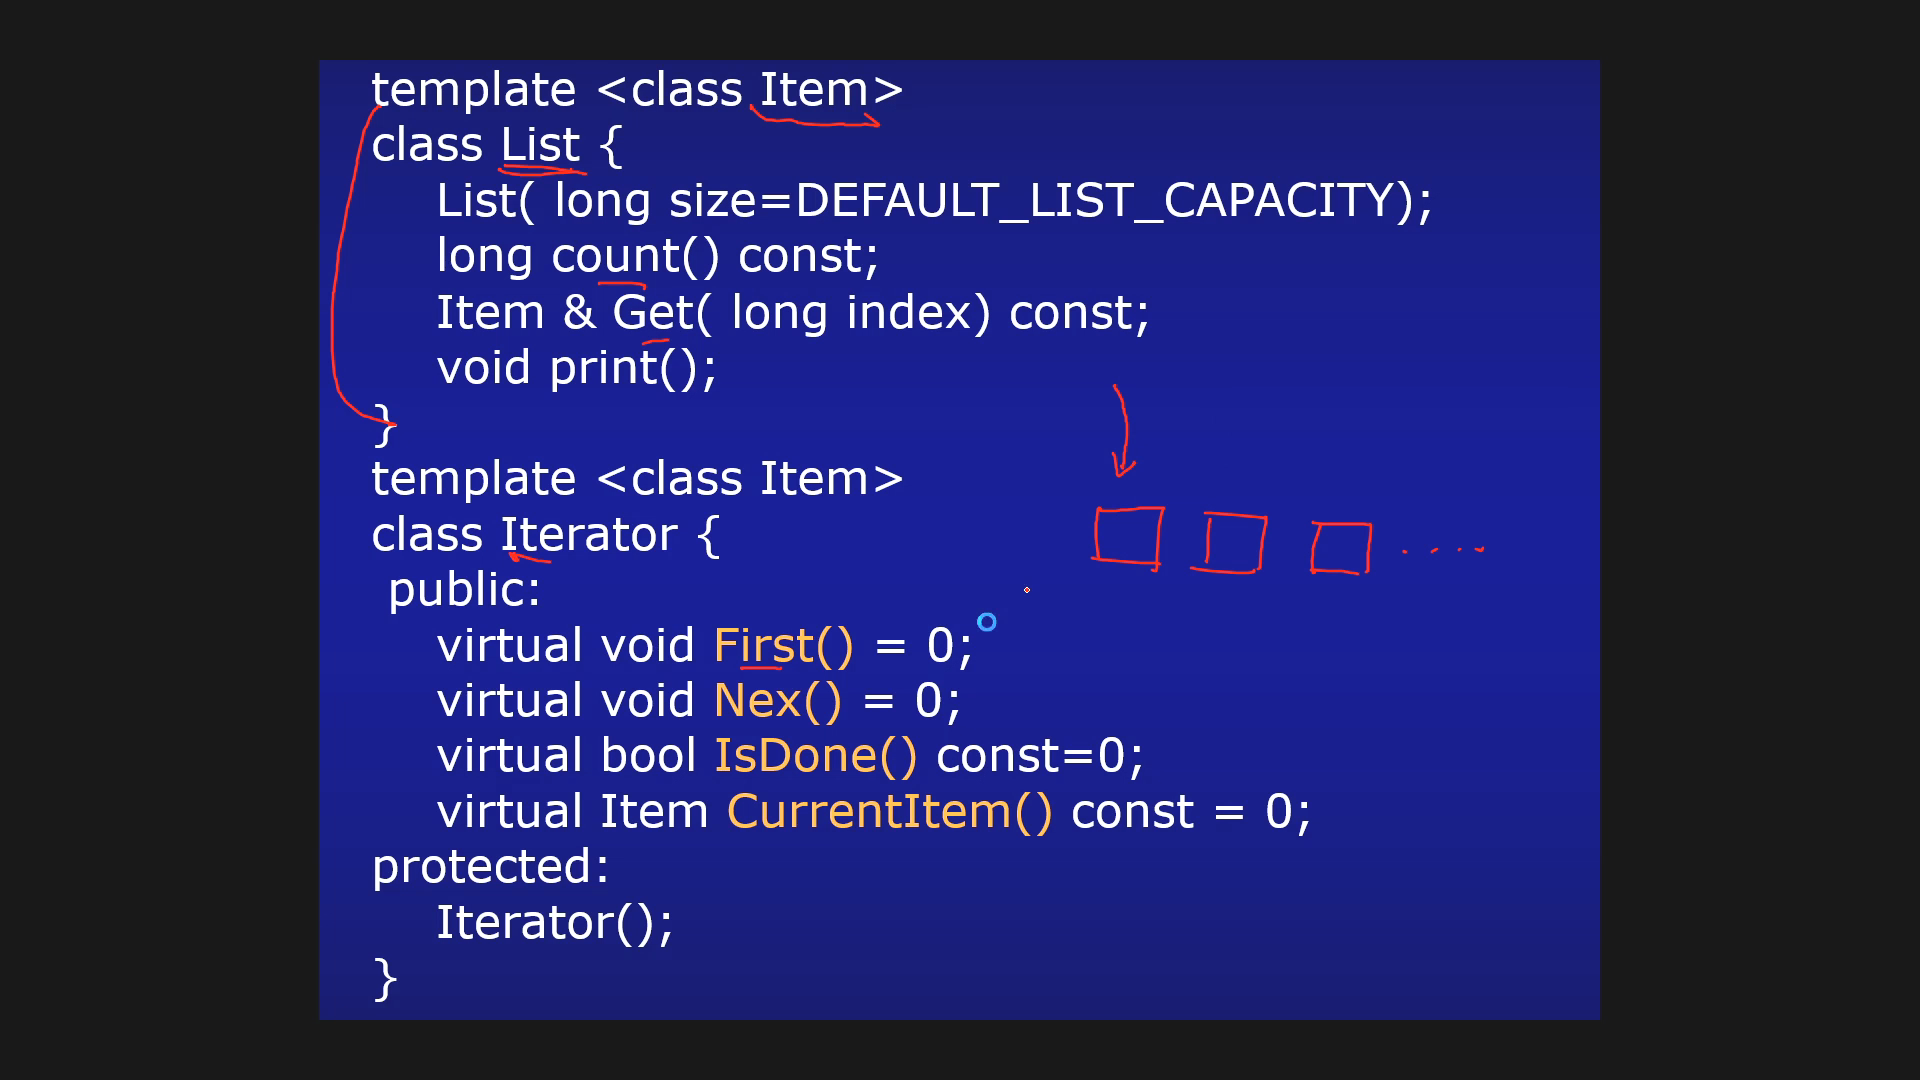 template <class Item>
class List {
List( long size=DEFAULT_LIST_CAPACITY);
long count() const;
Item & Get( long index) const;
void print();
}
template <class Item>
class Iterator {
public:
virtual void First() = 0;
virtual void Nex() = 0;
virtual bool IsDone() const=0;
virtual Item CurrentItem() const = 0;
protected:
Iterator();
}